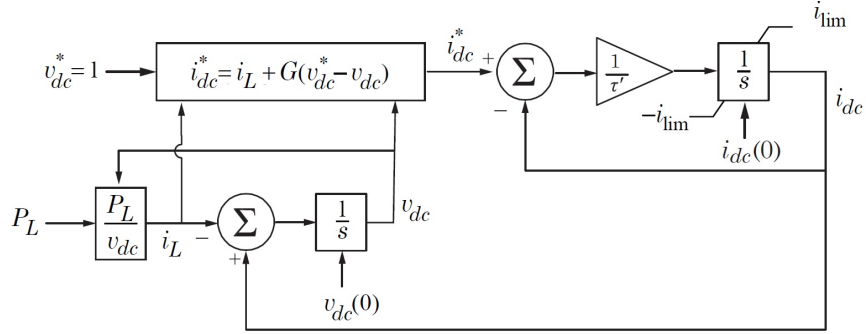 i_lim
v*_dc = 1
i*_dc = i_L + G(v*_dc − v_dc)
i*_dc
+
Σ
−
1/τ′
1/s
−i_lim
i_dc
i_dc(0)
P_L
P_L/v_dc
i_L
−
Σ
+
1/s
v_dc
v_dc(0)